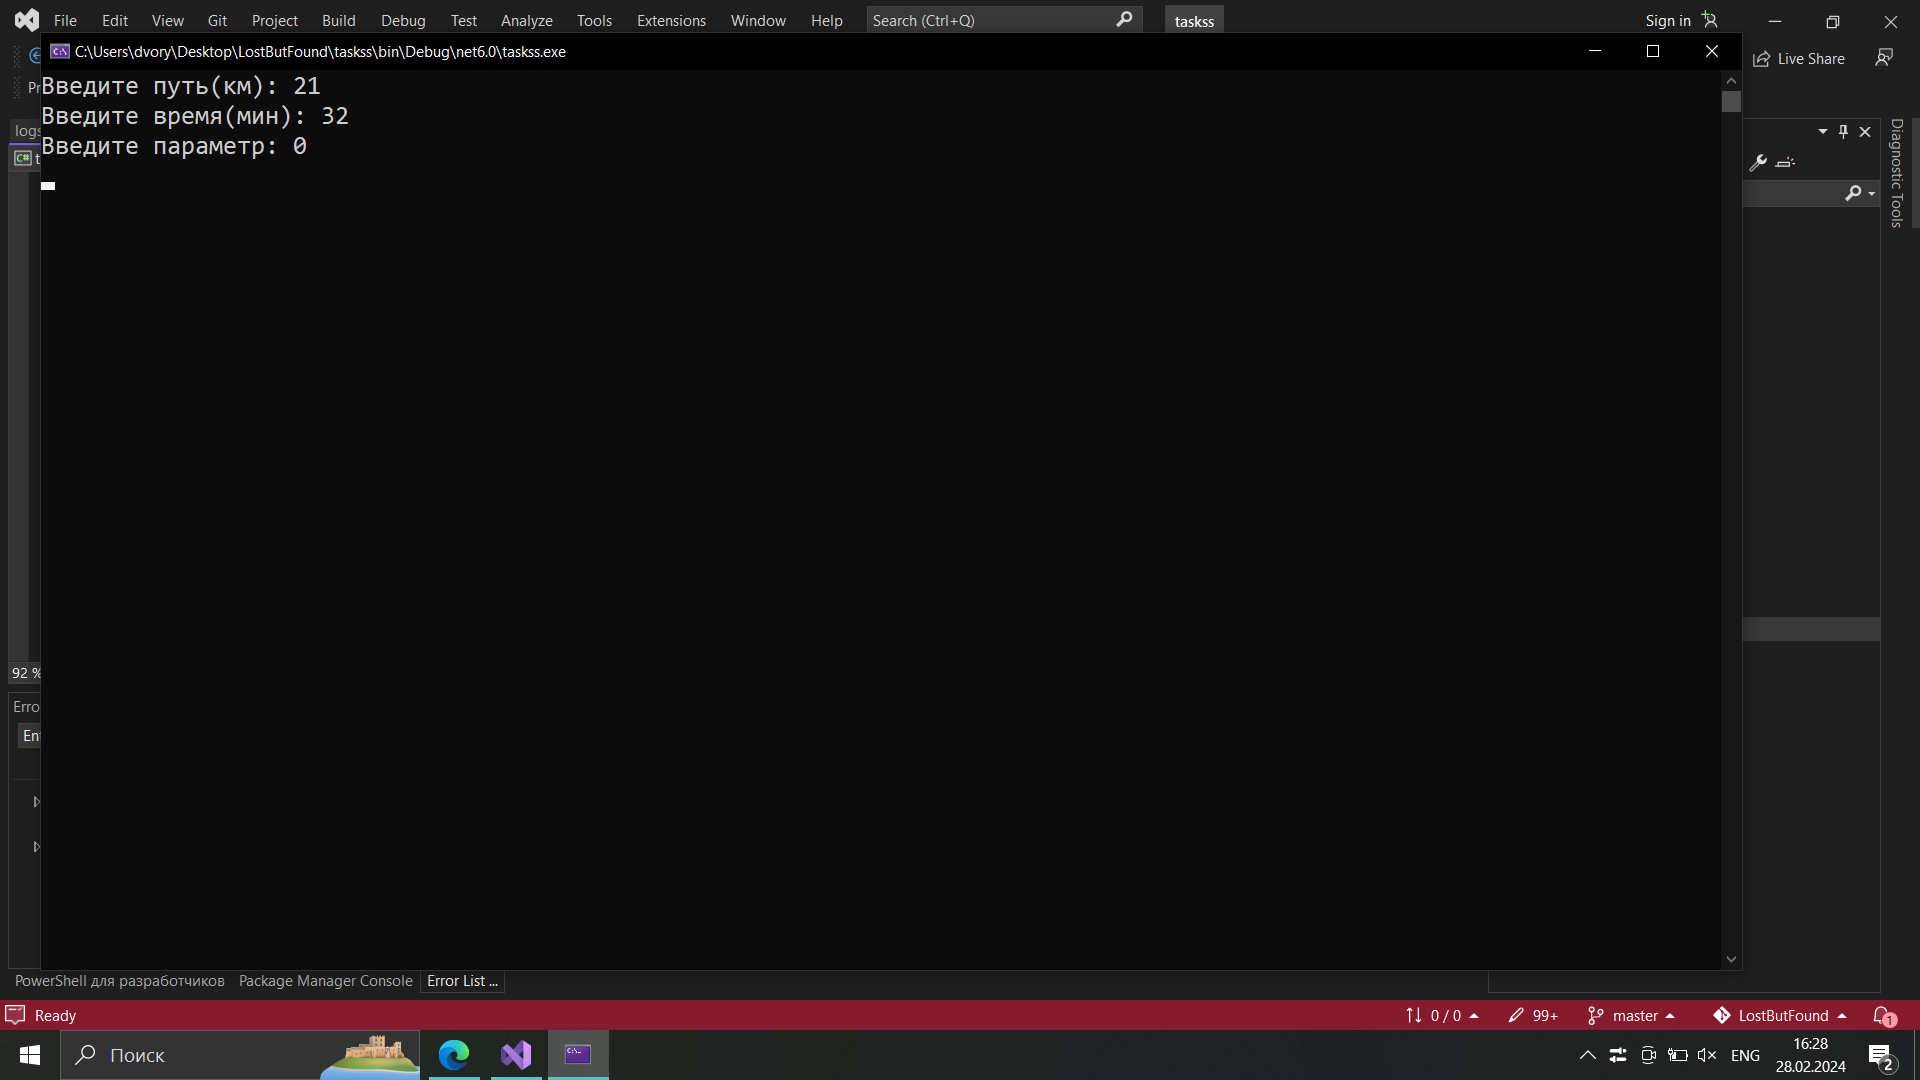 File Edit View Git Project Build Debug Test Analyze Tools Extensions Window Help Search (Ctrl+Q) taskss Sign in
C:\Users\dvory\Desktop\LostButFound\taskss\bin\Debug\net6.0\taskss.exe
Live Share
Введите путь(км): 21
Введите время(мин): 32
Введите параметр: 0
logs
Diagnostic Tools
92 %
Erro
PowerShell для разработчиков Package Manager Console Error List ...
Ready 0 / 0 99+ master LostButFound 1
Поиск ENG 16:28
28.02.2024 2